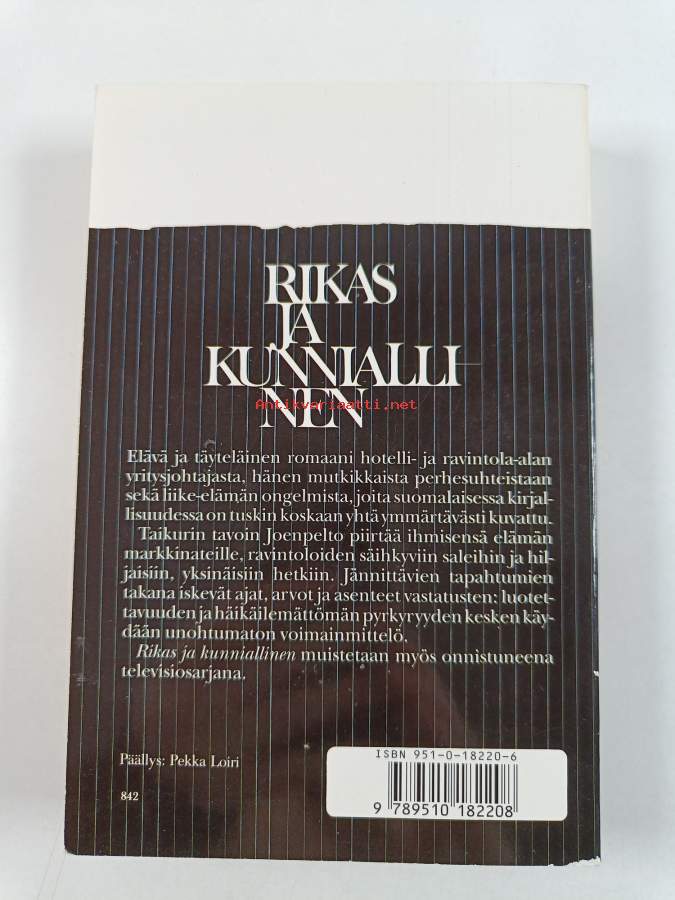 RIKAS
JA
KUNNIALLI
NEN
Antikvariaatti.net
Elävä ja täyteläinen romaani hotelli- ja ravintola-alan
yritysjohtajasta, hänen mutkikkaista perhesuhteistaan
sekä liike-elämän ongelmista, joita suomalaisessa kirjal-
lisuudessa on tuskin koskaan yhtä ymmärtävästi kuvattu.
Taikurin tavoin Joenpelto piirtää ihmisensä elämän
markkinateille, ravintoloiden säihkyviin saleihin ja hil-
jaisiin, yksinäisiin hetkiin. Jännittävien tapahtumien
takana iskevät ajat, arvot ja asenteet vastatusten: luotet-
tavuuden ja häikäilemättömän pyrkyryyden kesken käy-
dään unohtumaton voimainmittelö.
Rikas ja kunniallinen muistetaan myös onnistuneena
televisiosarjana.
Päällys: Pekka Loiri
842
ISBN 951-0-18220-6
9 789510 182208